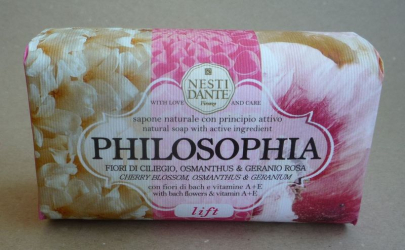 NESTI
DANTE
Firenze
WITH LOVE AND CARE
sapone naturale con principio attivo
natural soap with active ingredient
PHILOSOPHIA
FIORI DI CILIEGIO, OSMANTHUS & GERANIO ROSA
CHERRY BLOSSOM, OSMANTHUS & GERANIUM
con fiori di bach e vitamine A+E
with bach flowers & vitamin A+E
lift